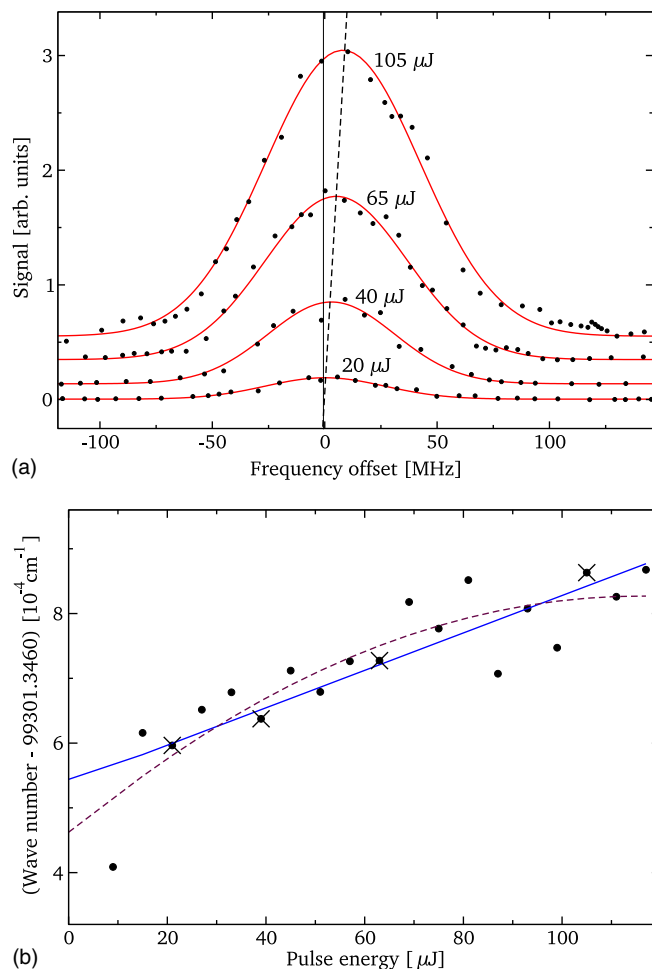 3
2
1
0
Signal [arb. units]
105 µJ
65 µJ
40 µJ
20 µJ
-100 -50 0 50 100
Frequency offset [MHz]
(a)
8
6
4
(Wave number - 99301.3460) [10⁻⁴cm⁻¹]
0 20 40 60 80 100
Pulse energy [ µJ]
(b)